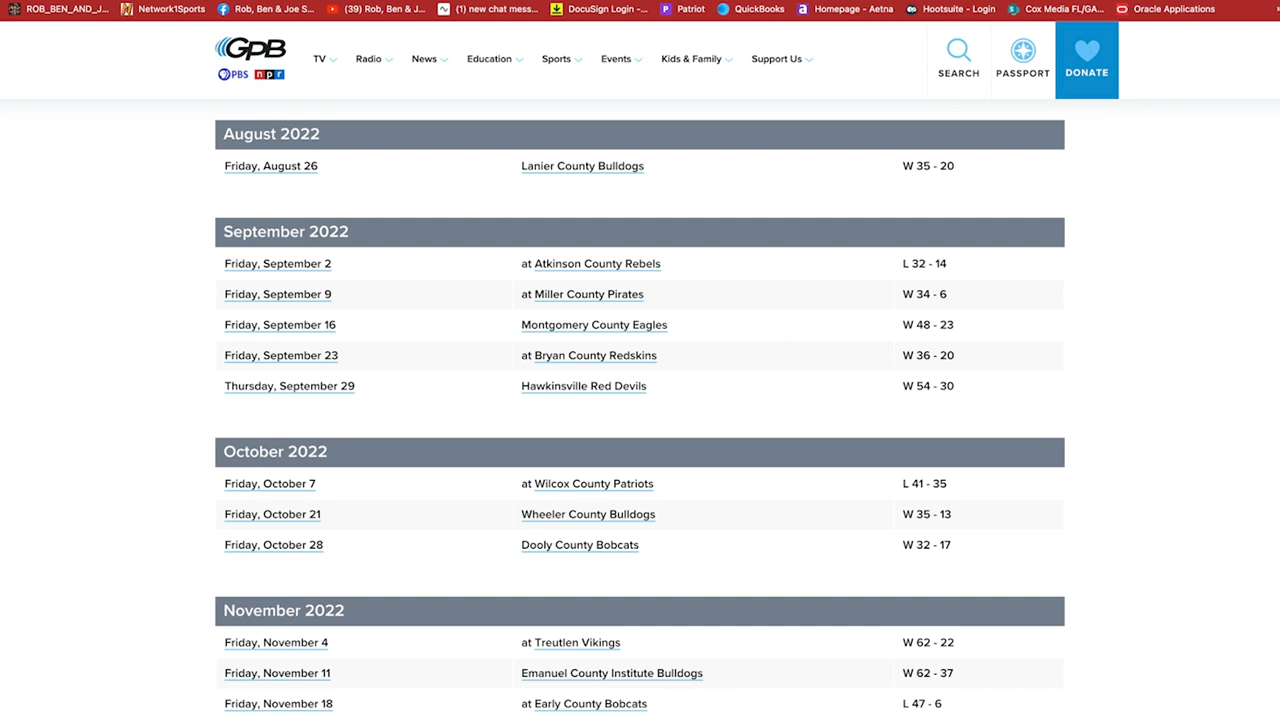 ROB_BEN_AND_J... Network1Sports Rob, Ben & Joe S... (39) Rob, Ben & J... (1) new chat mess... DocuSign Login -... Patriot QuickBooks Homepage - Aetna Hootsuite - Login Cox Media FL/GA... Oracle Applications
GPB
PBS npr
TV Radio News Education Sports Events Kids & Family Support Us
SEARCH PASSPORT DONATE
August 2022
Friday, August 26 Lanier County Bulldogs W 35 - 20
September 2022
Friday, September 2 at Atkinson County Rebels L 32 - 14
Friday, September 9 at Miller County Pirates W 34 - 6
Friday, September 16 Montgomery County Eagles W 48 - 23
Friday, September 23 at Bryan County Redskins W 36 - 20
Thursday, September 29 Hawkinsville Red Devils W 54 - 30
October 2022
Friday, October 7 at Wilcox County Patriots L 41 - 35
Friday, October 21 Wheeler County Bulldogs W 35 - 13
Friday, October 28 Dooly County Bobcats W 32 - 17
November 2022
Friday, November 4 at Treutlen Vikings W 62 - 22
Friday, November 11 Emanuel County Institute Bulldogs W 62 - 37
Friday, November 18 at Early County Bobcats L 47 - 6